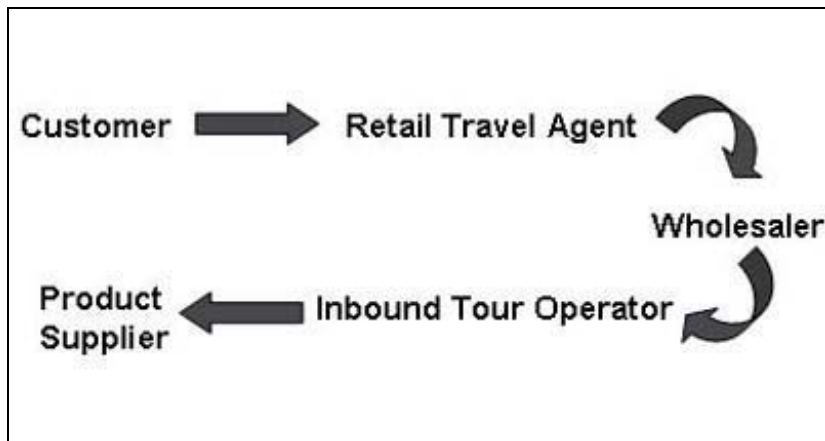 Customer
Retail Travel Agent
Wholesaler
Inbound Tour Operator
Product
Supplier